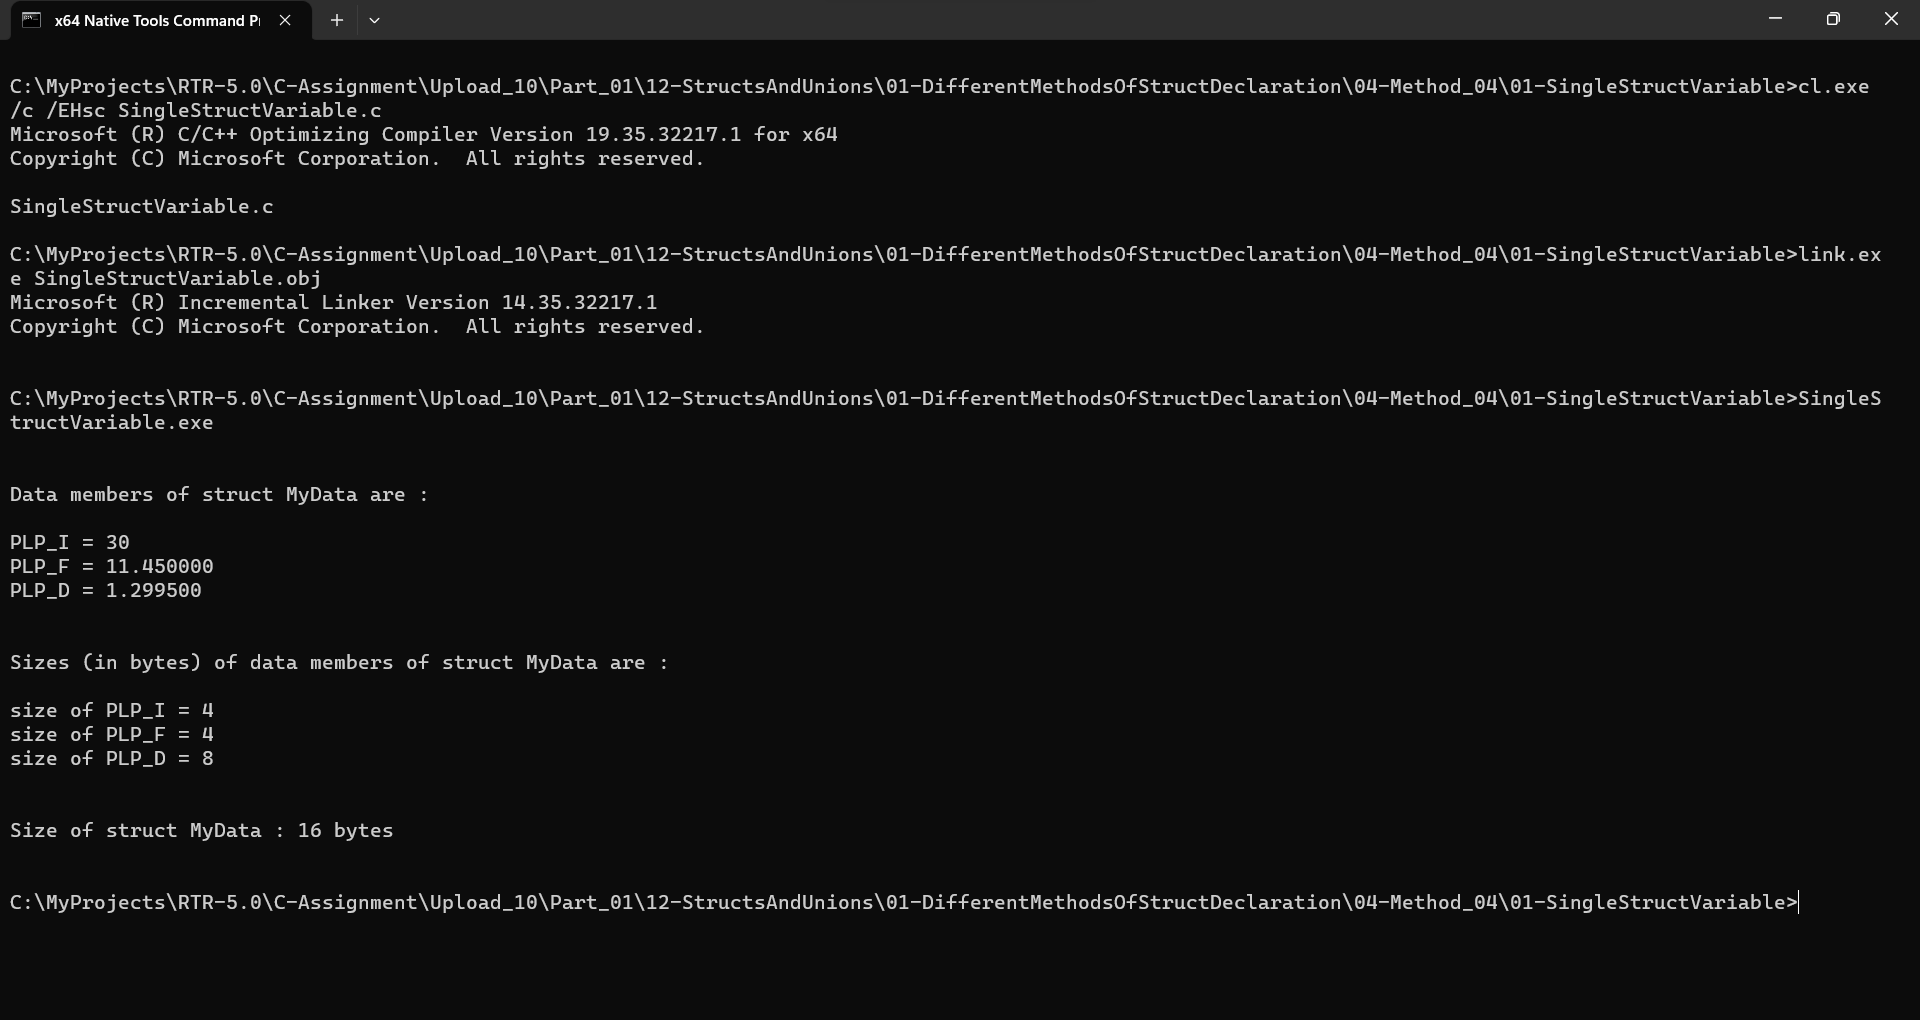 x64 Native Tools Command P
C:\MyProjects\RTR-5.0\C-Assignment\Upload_10\Part_01\12-StructsAndUnions\01-DifferentMethodsOfStructDeclaration\04-Method_04\01-SingleStructVariable>cl.exe
/c /EHsc SingleStructVariable.c
Microsoft (R) C/C++ Optimizing Compiler Version 19.35.32217.1 for x64
Copyright (C) Microsoft Corporation.  All rights reserved.
SingleStructVariable.c
C:\MyProjects\RTR-5.0\C-Assignment\Upload_10\Part_01\12-StructsAndUnions\01-DifferentMethodsOfStructDeclaration\04-Method_04\01-SingleStructVariable>link.ex
e SingleStructVariable.obj
Microsoft (R) Incremental Linker Version 14.35.32217.1
Copyright (C) Microsoft Corporation.  All rights reserved.
C:\MyProjects\RTR-5.0\C-Assignment\Upload_10\Part_01\12-StructsAndUnions\01-DifferentMethodsOfStructDeclaration\04-Method_04\01-SingleStructVariable>SingleS
tructVariable.exe
Data members of struct MyData are :
PLP_I = 30
PLP_F = 11.450000
PLP_D = 1.299500
Sizes (in bytes) of data members of struct MyData are :
size of PLP_I = 4
size of PLP_F = 4
size of PLP_D = 8
Size of struct MyData : 16 bytes
C:\MyProjects\RTR-5.0\C-Assignment\Upload_10\Part_01\12-StructsAndUnions\01-DifferentMethodsOfStructDeclaration\04-Method_04\01-SingleStructVariable>